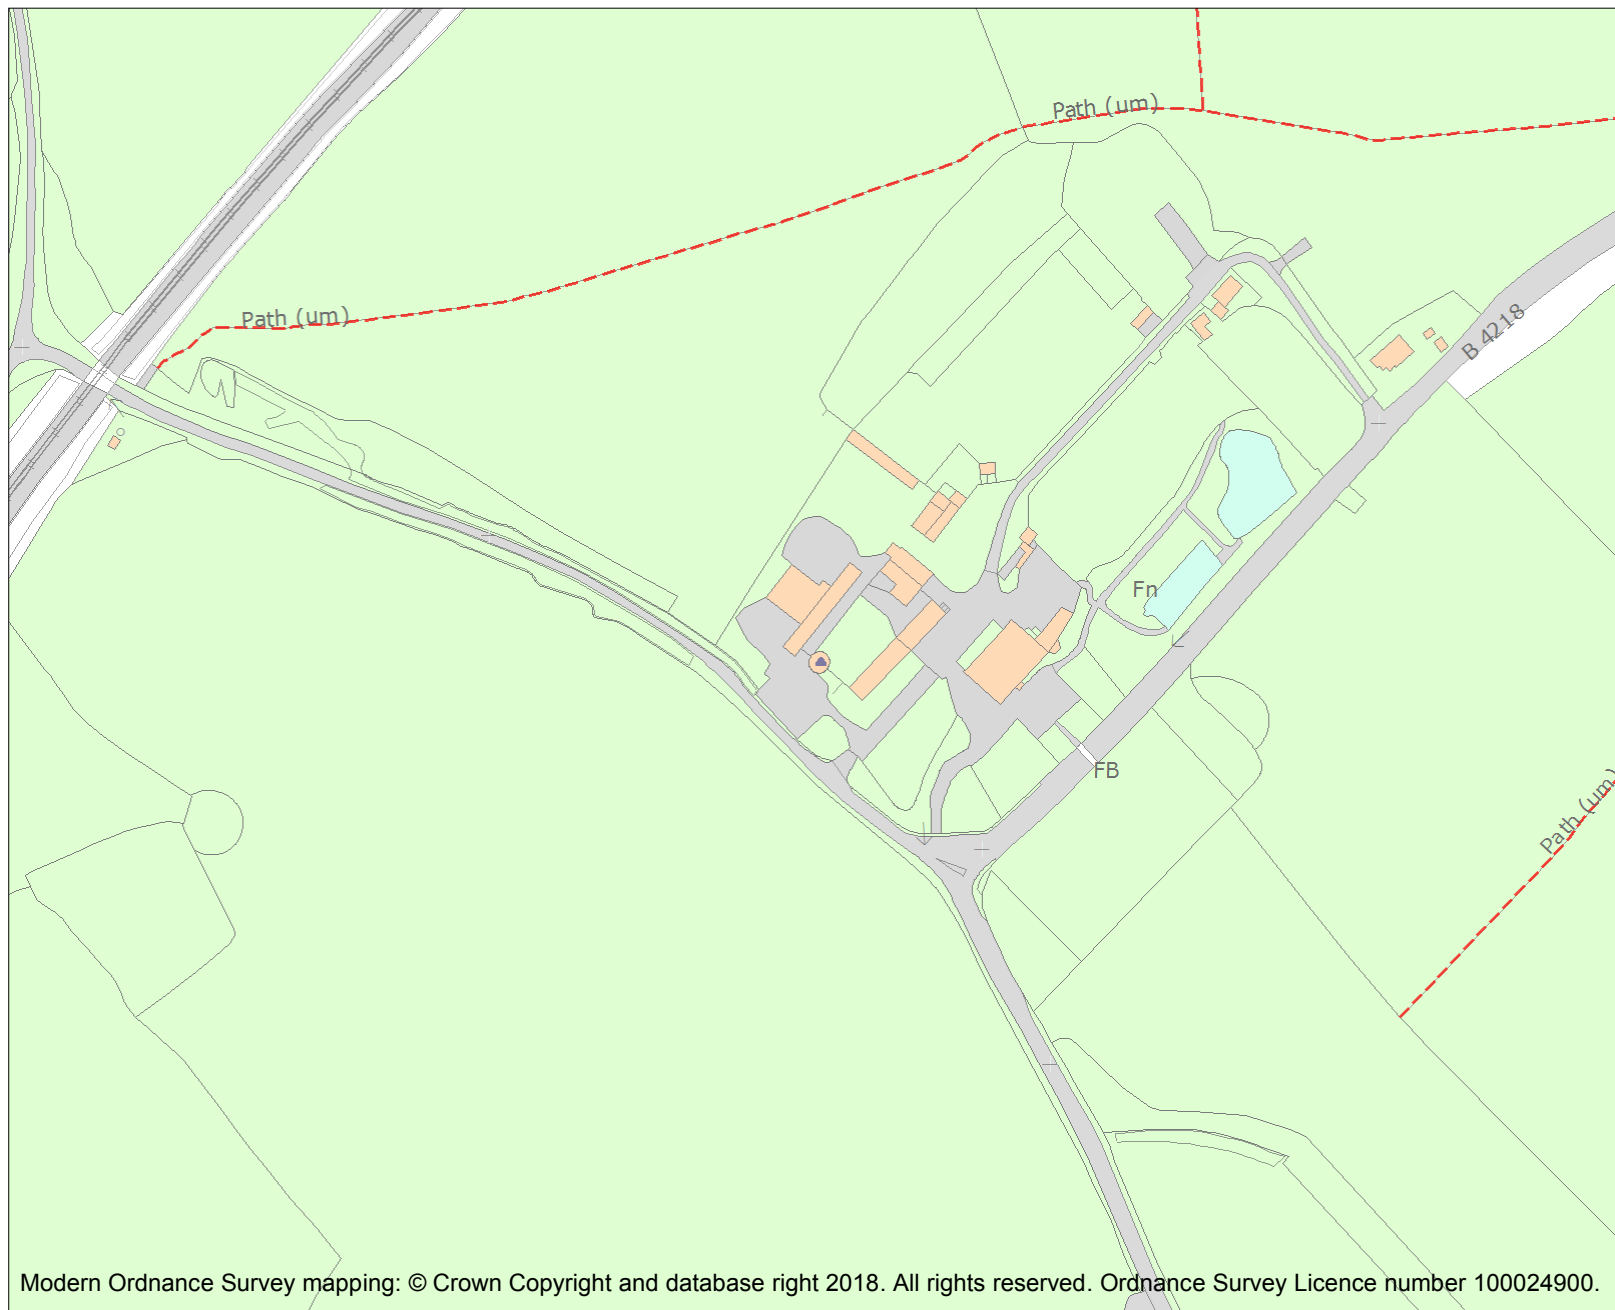 Path (um)
Path (um)
B 4218
Fn
FB
Path (um)
Modern Ordnance Survey mapping: © Crown Copyright and database right 2018. All rights reserved. Ordnance Survey Licence number 100024900.